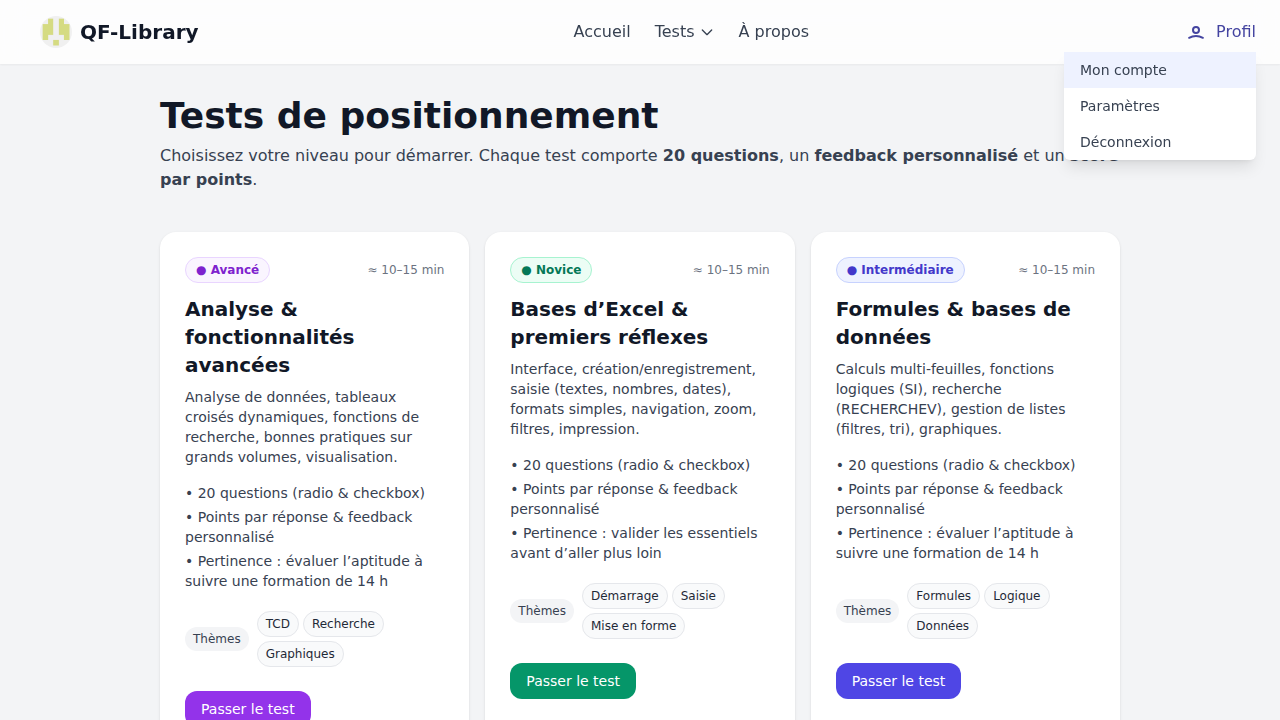 QF-Library
Accueil
Tests
À propos
Profil
Mon compte
Paramètres
Déconnexion
Tests de positionnement
Choisissez votre niveau pour démarrer. Chaque test comporte 20 questions, un feedback personnalisé et un
par points.
● Avancé
≈ 10–15 min
Analyse &
fonctionnalités
avancées
Analyse de données, tableaux
croisés dynamiques, fonctions de
recherche, bonnes pratiques sur
grands volumes, visualisation.
• 20 questions (radio & checkbox)
• Points par réponse & feedback
personnalisé
• Pertinence : évaluer l’aptitude à
suivre une formation de 14 h
Thèmes
TCD
Recherche
Graphiques
Passer le test
● Novice
≈ 10–15 min
Bases d’Excel &
premiers réflexes
Interface, création/enregistrement,
saisie (textes, nombres, dates),
formats simples, navigation, zoom,
filtres, impression.
• 20 questions (radio & checkbox)
• Points par réponse & feedback
personnalisé
• Pertinence : valider les essentiels
avant d’aller plus loin
Thèmes
Démarrage
Saisie
Mise en forme
Passer le test
● Intermédiaire
≈ 10–15 min
Formules & bases de
données
Calculs multi-feuilles, fonctions
logiques (SI), recherche
(RECHERCHEV), gestion de listes
(filtres, tri), graphiques.
• 20 questions (radio & checkbox)
• Points par réponse & feedback
personnalisé
• Pertinence : évaluer l’aptitude à
suivre une formation de 14 h
Thèmes
Formules
Logique
Données
Passer le test